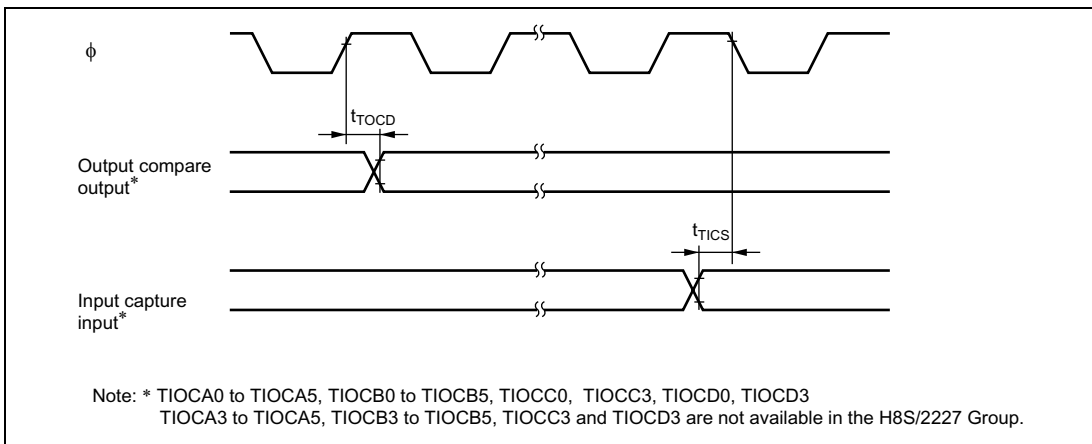 ϕ
tTOCD
Output compare
output*
tTICS
Input capture
input*
Note: * TIOCA0 to TIOCA5, TIOCB0 to TIOCB5, TIOCC0, TIOCC3, TIOCD0, TIOCD3
TIOCA3 to TIOCA5, TIOCB3 to TIOCB5, TIOCC3 and TIOCD3 are not available in the H8S/2227 Group.